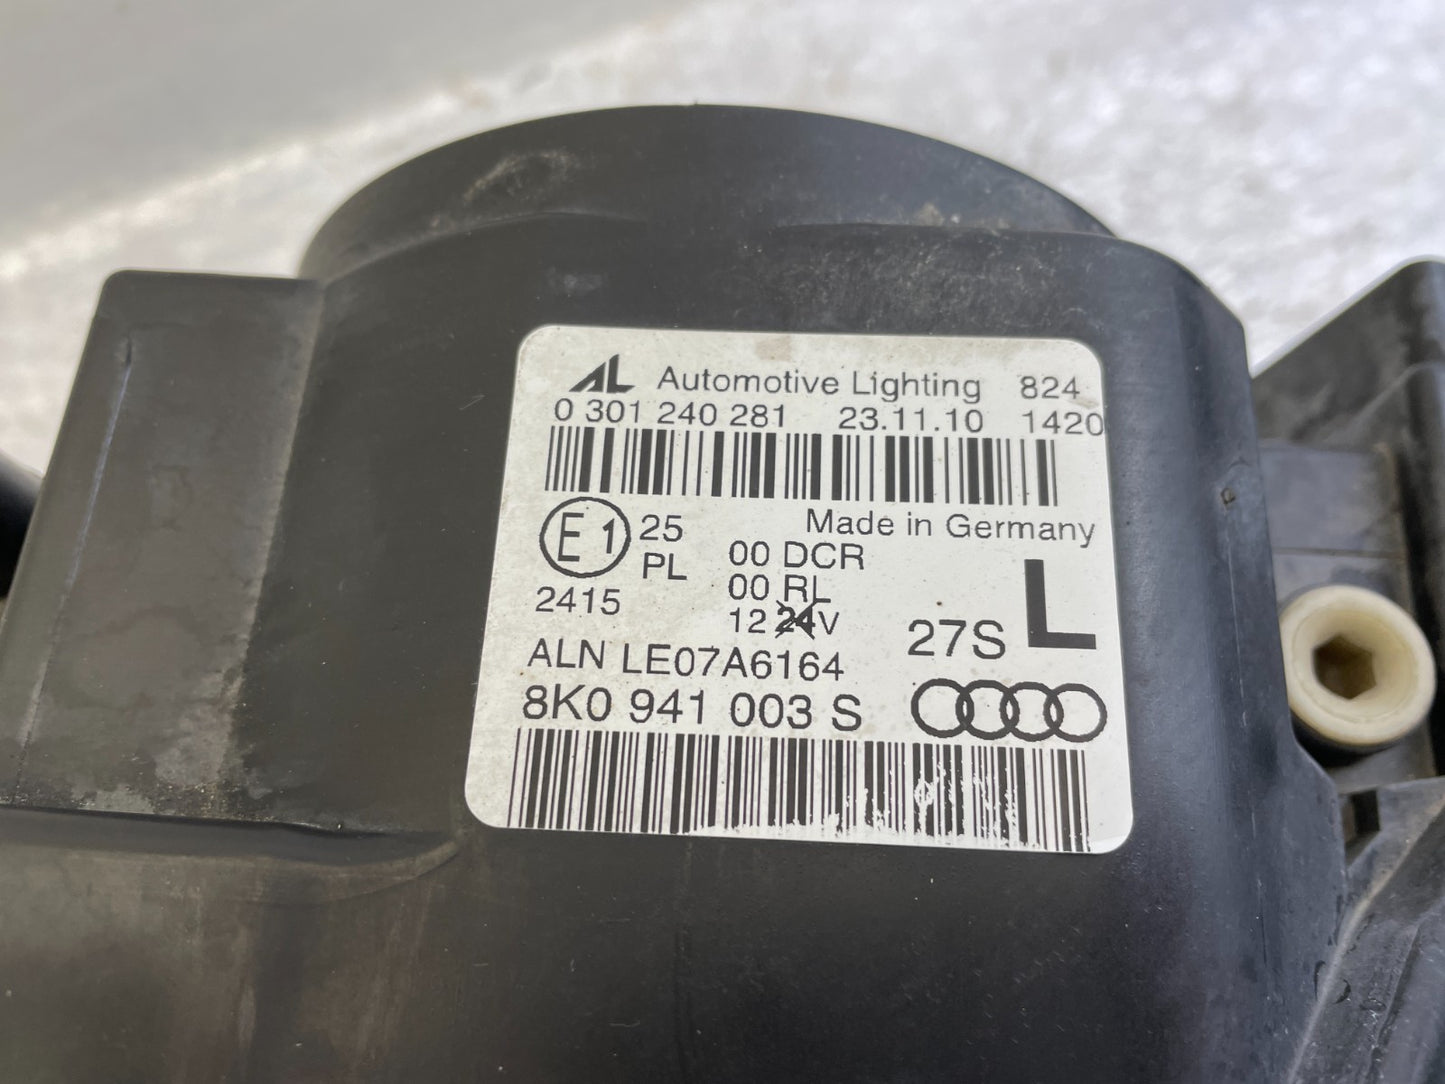 AL Automotive Lighting 824
0 301 240 281 23.11.10 1420
Made in Germany
E1 25
PL
2415
00 DCR
00 RL
12 24V
27S L
ALN LE07A6164
8K0 941 003 S